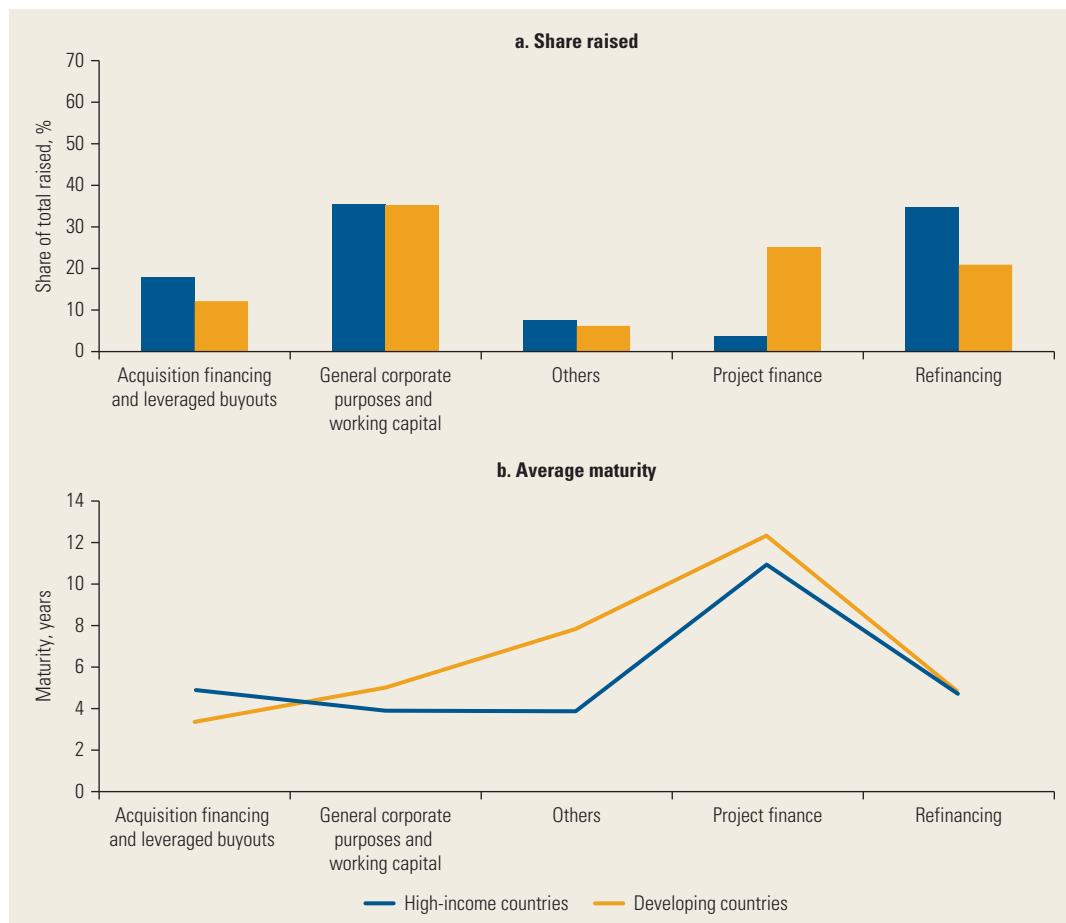 a. Share raised
Share of total raised, %
70
60
50
40
30
20
10
0
Acquisition financing
and leveraged buyouts
General corporate
purposes and
working capital
Others
Project finance
Refinancing
b. Average maturity
Maturity, years
14
12
10
8
6
4
2
0
Acquisition financing
and leveraged buyouts
General corporate
purposes and
working capital
Others
Project finance
Refinancing
High-income countries
Developing countries